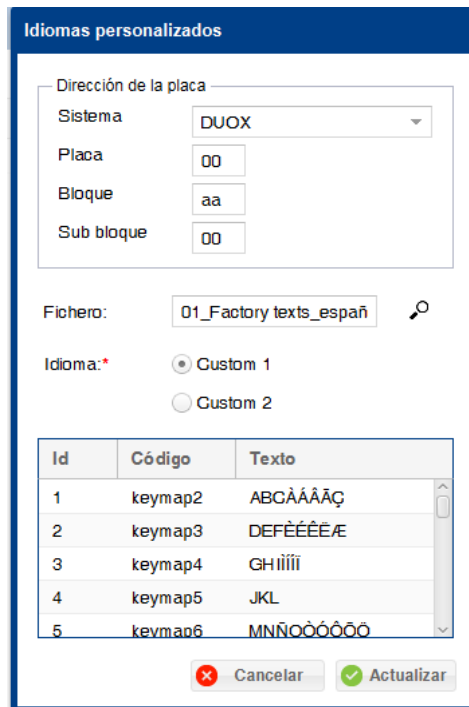 Idiomas personalizados
Dirección de la placa
Sistema DUOX
Placa 00
Bloque aa
Sub bloque 00
Fichero: 01_Factory texts_españ
Idioma:* Custom 1
Custom 2
Id Código Texto
1 keymap2 ABCÀÁÂÃÇ
2 keymap3 DEFÈÉÊËÆ
3 keymap4 GHIÌÍÎÏ
4 keymap5 JKL
5 keymap6 MNÑOÒÓÔÕÖ
Cancelar Actualizar